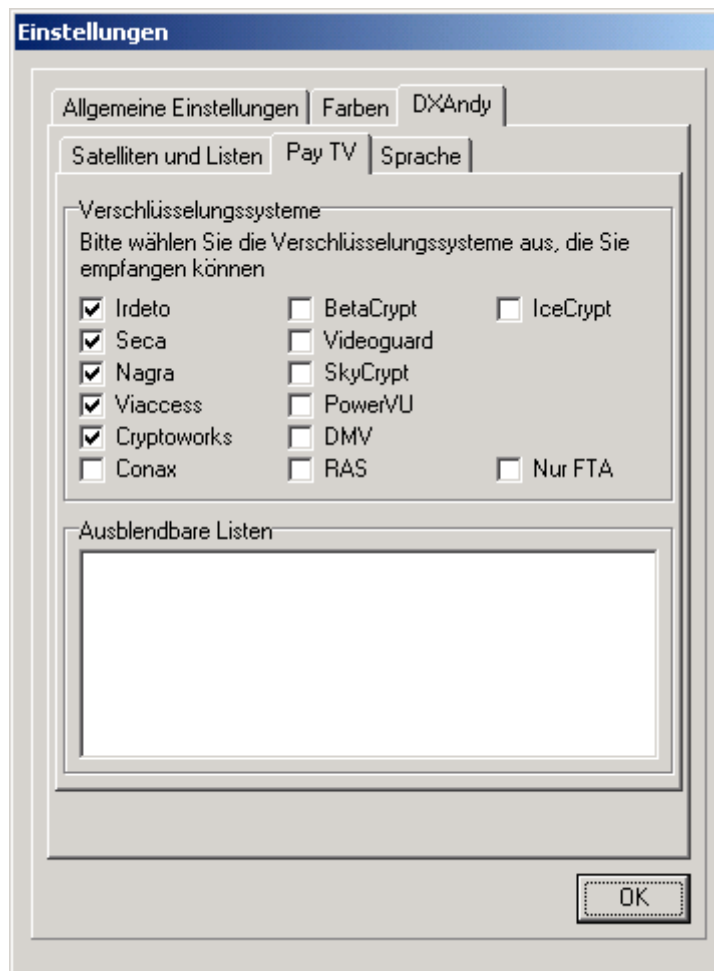 Einstellungen
Allgemeine Einstellungen Farben DXAndy
Satelliten und Listen Pay TV Sprache
Verschlüsselungssysteme
Bitte wählen Sie die Verschlüsselungssysteme aus, die Sie
empfangen können
Irdeto BetaCrypt IceCrypt
Seca Videoguard
Nagra SkyCrypt
Viaccess PowerVU
Cryptoworks DMV
Conax RAS Nur FTA
Ausblendbare Listen
OK